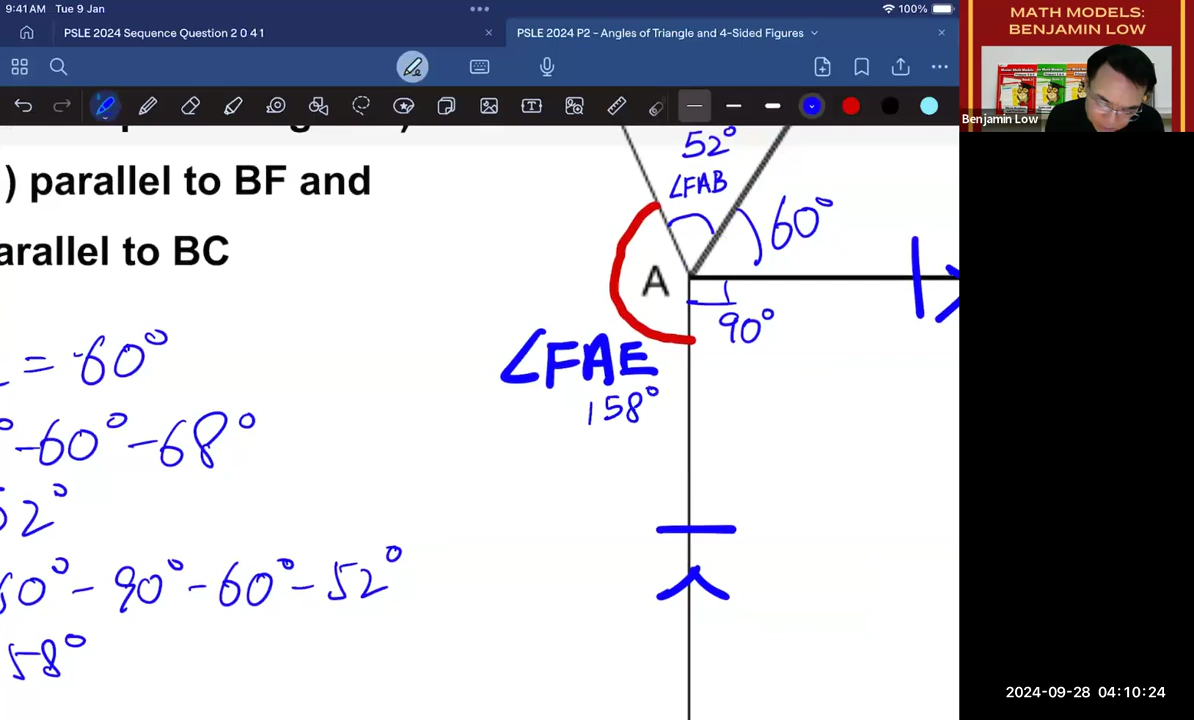 9:41 AM Tue 9 Jan
100%
PSLE 2024 Sequence Question 2 0 4 1
PSLE 2024 P2 - Angles of Triangle and 4-Sided Figures
MATH MODELS:
BENJAMIN LOW
Benjamin Low
) parallel to BF and
arallel to BC
= 60°
-60° -68°
52°
60° - 90° - 60° - 52°
58°
52°
∠FAB
60°
A
90°
∠FAE
158°
2024-09-28 04:10:24